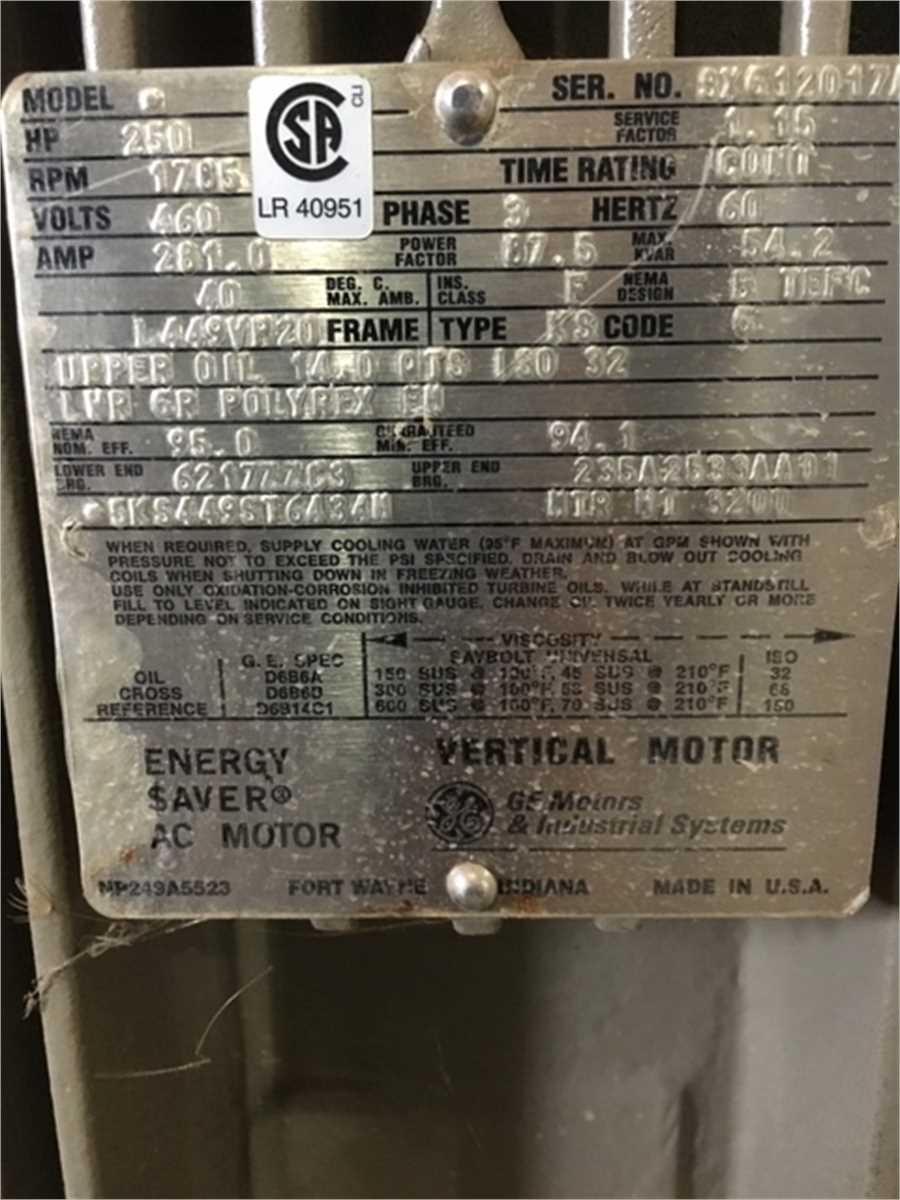 MODEL SER. NO.
HP 250 SERVICE FACTOR 1.15
RPM 1785 TIME RATING CONT
VOLTS 460 PHASE 3 HERTZ 60
AMP 281.0 POWER FACTOR 87.5 MAX. KVAR 54.2
40 DEG. C. MAX. AMB. INS. CLASS F NEMA DESIGN B TEFC
L449VP20 FRAME TYPE KS CODE
UPPER OIL 14.0 QTS ISO 32
LWR GR POLYREX EM
NEMA NOM. EFF. 95.0 GUARANTEED MIN. EFF. 94.1
LOWER END BRG. UPPER END BRG.
MTR WT 3200
CSA
LR 40951
WHEN REQUIRED, SUPPLY COOLING WATER (95°F MAXIMUM) AT GPM SHOWN WITH
PRESSURE NOT TO EXCEED THE PSI SPECIFIED. DRAIN AND BLOW OUT COOLING
COILS WHEN SHUTTING DOWN IN FREEZING WEATHER.
USE ONLY OXIDATION-CORROSION INHIBITED TURBINE OILS. WHILE AT STANDSTILL
FILL TO LEVEL INDICATED ON SIGHT GAUGE, CHANGE OIL TWICE YEARLY OR MORE
DEPENDING ON SERVICE CONDITIONS.
VISCOSITY
G.E. SPEC SAYBOLT UNIVERSAL ISO
OIL D6B6A 150 SUS @ 100°F, 45 SUS @ 210°F 32
CROSS D6B6B 300 SUS @ 100°F, 53 SUS @ 210°F 68
REFERENCE D6B14C1 600 SUS @ 100°F, 70 SUS @ 210°F 150
ENERGY
$AVER®
AC MOTOR
VERTICAL MOTOR
GE Motors
& Industrial Systems
NP249A5523 FORT WAYNE INDIANA MADE IN U.S.A.